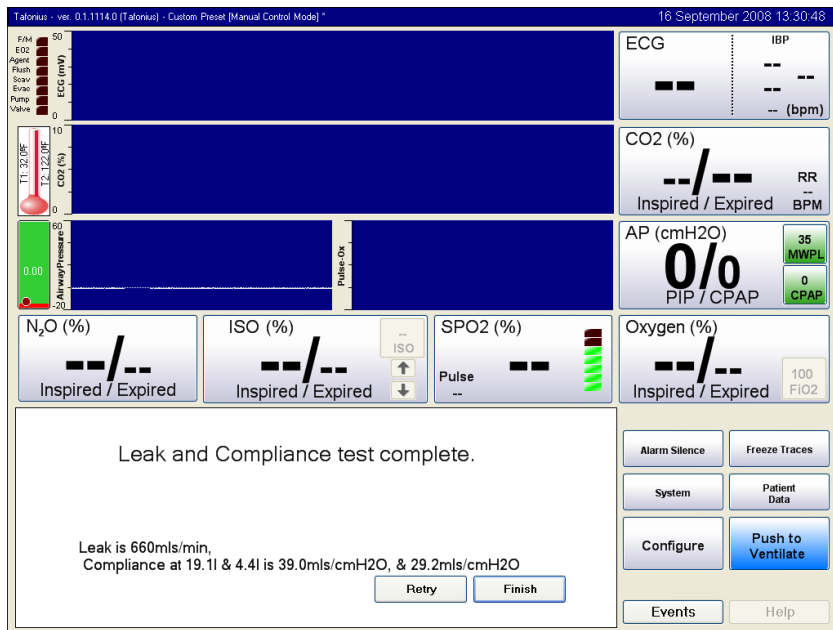 Tafonius - ver. 0.1.1114.0 (Tafonius) - Custom Preset [Manual Control Mode] "
16 September 2008 13:30:48
F/M
EO2
Agent
Flush
Scav
Evac
Pump
Valve
50
ECG (mV)
0
ECG
--
IBP
--
--
--
-- (bpm)
T1: 32.0°F
T2: 122.0°F
10
CO2 (%)
0
CO2 (%)
--/--
Inspired / Expired
RR
--
BPM
0.00
60
AirwayPressure
-20
Pulse-Ox
AP (cmH2O)
0/0
PIP / CPAP
35
MWPL
0
CPAP
N₂O (%)
--/--
Inspired / Expired
ISO (%)
--/--
Inspired / Expired
--
ISO
SPO2 (%)
--
Pulse
--
Oxygen (%)
--/--
Inspired / Expired
100
FiO2
Leak and Compliance test complete.
Leak is 660mls/min,
Compliance at 19.1l & 4.4l is 39.0mls/cmH2O, & 29.2mls/cmH2O
Retry
Finish
Alarm Silence
Freeze Traces
System
Patient
Data
Configure
Push to
Ventilate
Events
Help